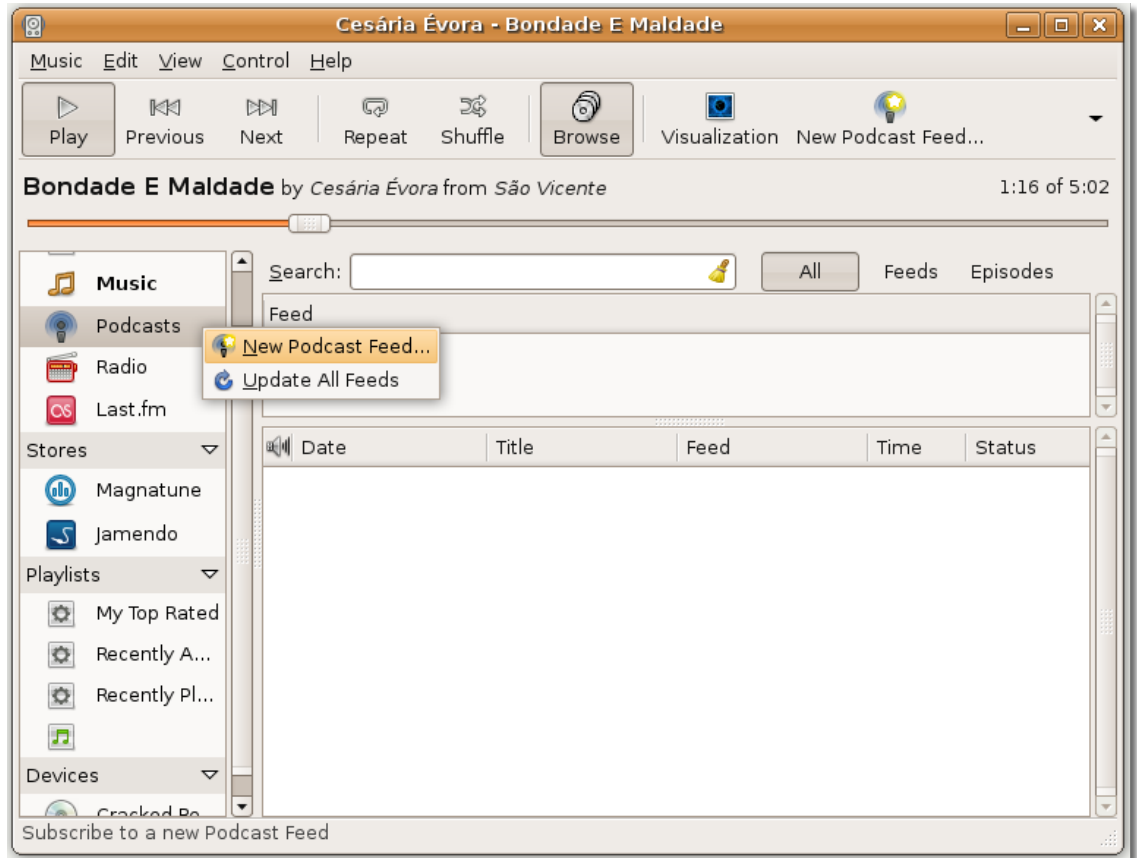 Cesária Évora - Bondade E Maldade
Music Edit View Control Help
Play Previous Next Repeat Shuffle Browse Visualization New Podcast Feed...
Bondade E Maldade by Cesária Évora from São Vicente 1:16 of 5:02
Music
Podcasts
Radio
Last.fm
Stores
Magnatune
Jamendo
Playlists
My Top Rated
Recently A...
Recently Pl...
Devices
Search: All Feeds Episodes
Feed
New Podcast Feed...
Update All Feeds
Date Title Feed Time Status
Subscribe to a new Podcast Feed